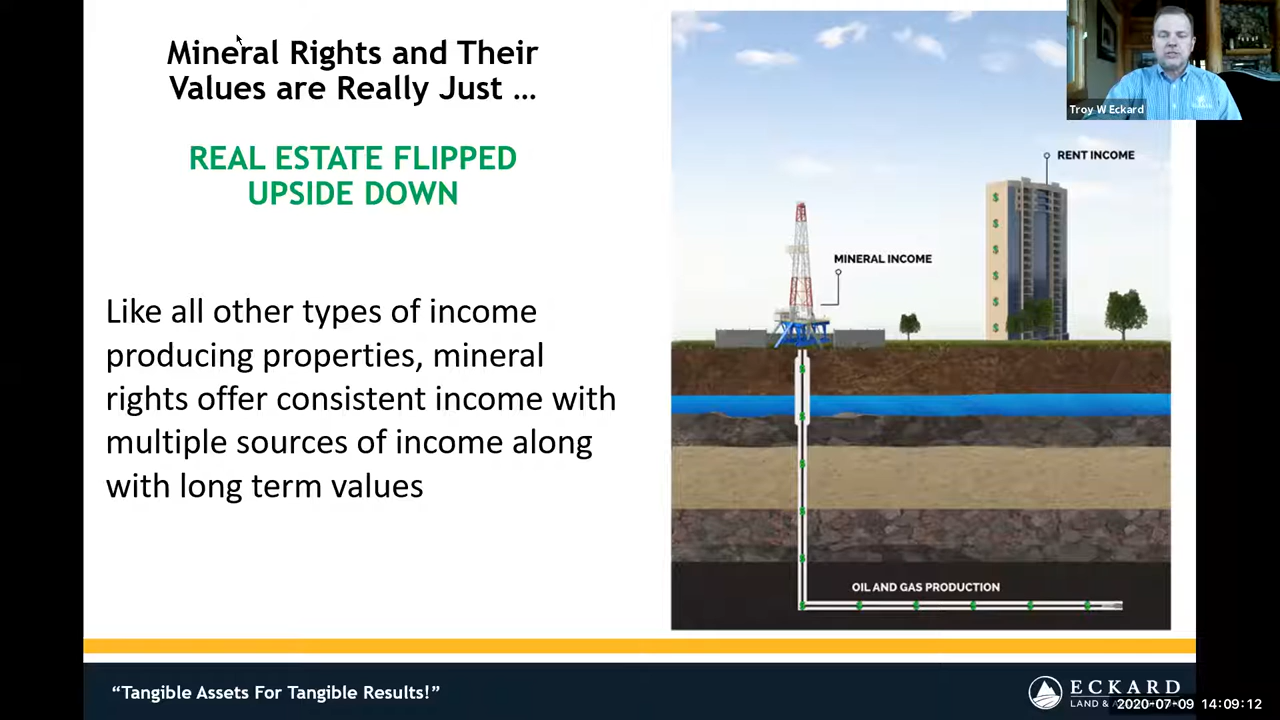 Mineral Rights and Their
Values are Really Just ...
REAL ESTATE FLIPPED
UPSIDE DOWN
Like all other types of income
producing properties, mineral
rights offer consistent income with
multiple sources of income along
with long term values
Troy W Eckard
RENT INCOME
$
$
$
$
$
$
MINERAL INCOME
OIL AND GAS PRODUCTION
“Tangible Assets For Tangible Results!”
ECKARD
LAND &
2020-07-09 14:09:12